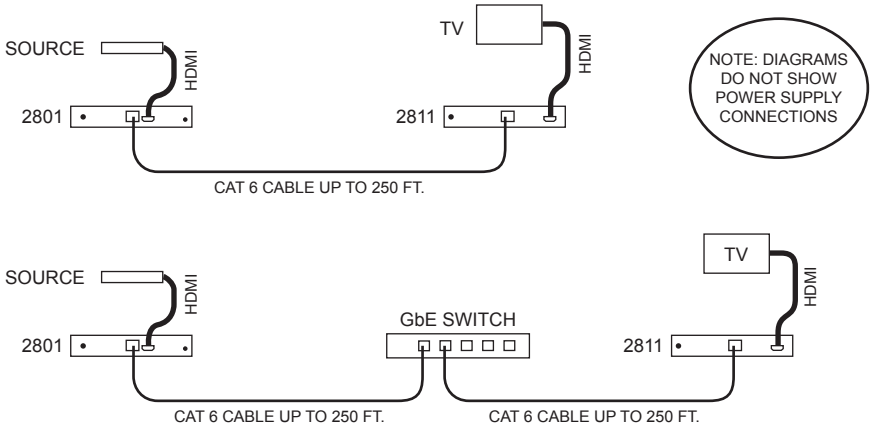 TV
SOURCE
HDMI
HDMI
2801
2811
CAT 6 CABLE UP TO 250 FT.
NOTE: DIAGRAMS
DO NOT SHOW
POWER SUPPLY
CONNECTIONS
TV
SOURCE
HDMI
HDMI
GbE SWITCH
2801
2811
CAT 6 CABLE UP TO 250 FT.
CAT 6 CABLE UP TO 250 FT.